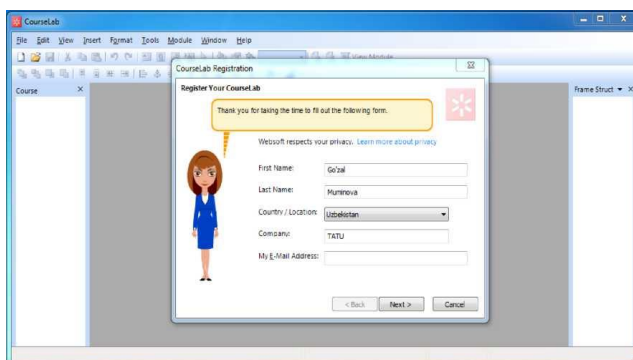 CourseLab
File Edit View Insert Format Tools Module Window Help
View Module
CourseLab Registration
Course
Frame Struct
Register Your CourseLab
Thank you for taking the time to fill out the following form.
Websoft respects your privacy. Learn more about privacy
First Name: Go'zal
Last Name: Muminova
Country / Location: Uzbekistan
Company: TATU
My E-Mail Address:
< Back Next > Cancel